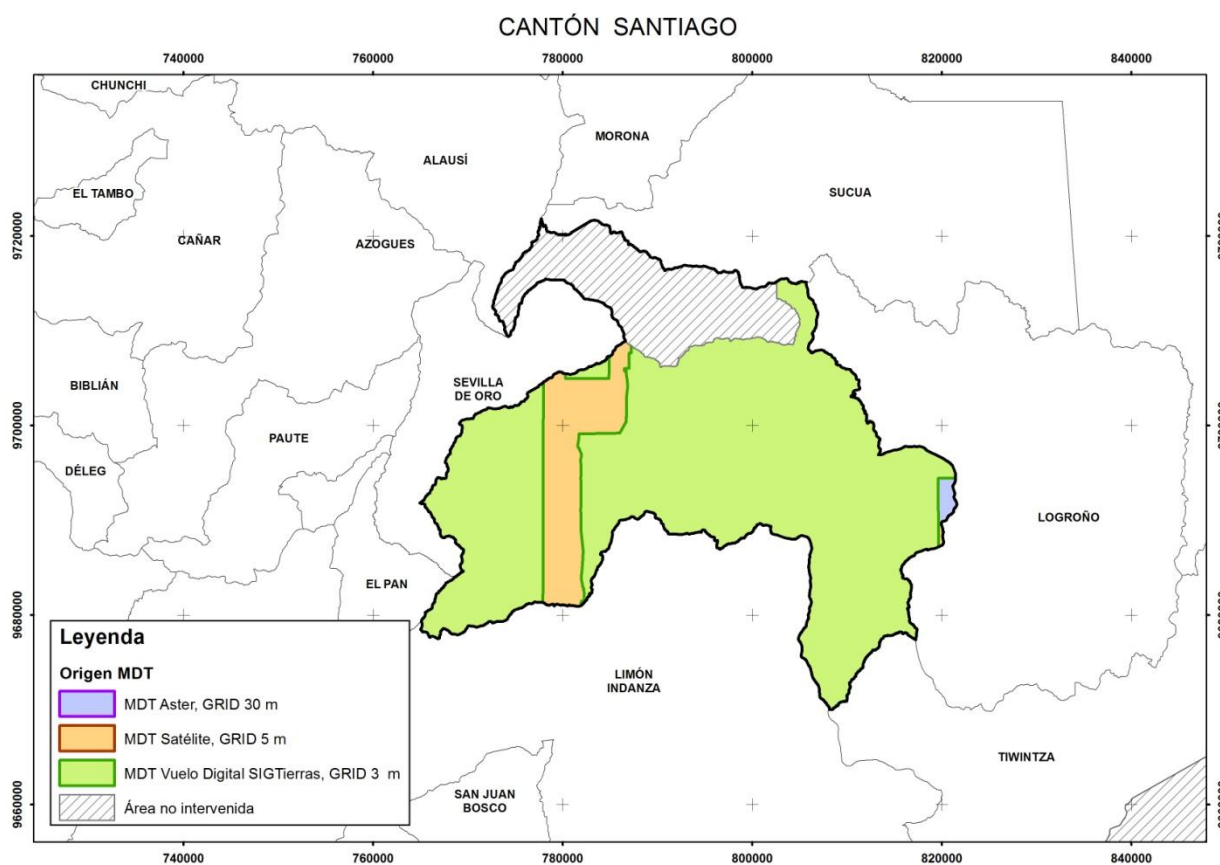 CANTÓN SANTIAGO
740000 760000 780000 800000 820000 840000
CHUNCHI
MORONA
ALAUSÍ
EL TAMBO
SUCUA
CAÑAR
AZOGUES
9720000
BIBLIÁN
SEVILLA
DE ORO
9700000
PAUTE
DÉLEG
LOGROÑO
EL PAN
9680000
LIMÓN
INDANZA
TIWINTZA
SAN JUAN
BOSCO
9660000
Leyenda
Origen MDT
MDT Aster, GRID 30 m
MDT Satélite, GRID 5 m
MDT Vuelo Digital SIGTierras, GRID 3 m
Área no intervenida
740000 760000 780000 800000 820000 840000